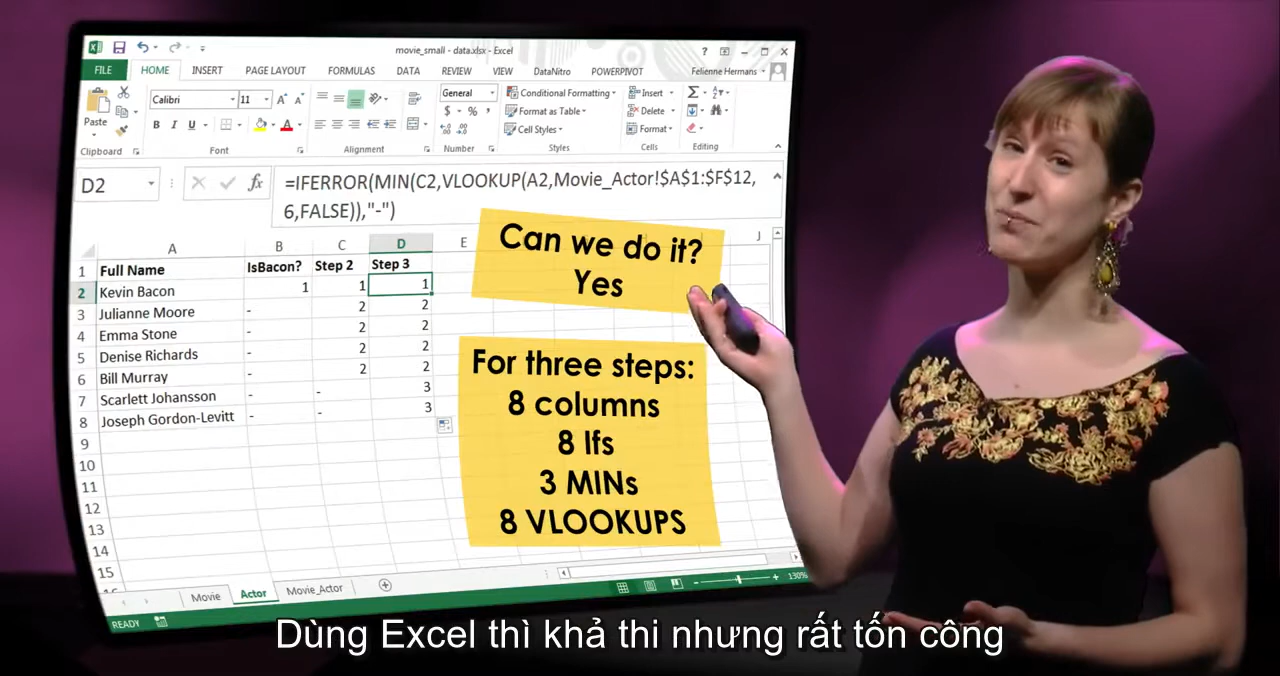 movie_small - data.xlsx - Excel
FILE
HOME
INSERT
PAGE LAYOUT
FORMULAS
DATA
REVIEW
VIEW
DataNitro
POWERPIVOT
Felienne Hermans
Paste
Clipboard
Calibri
11
B I U
Font
Alignment
General
$ - % ,
Number
Conditional Formatting
Format as Table
Cell Styles
Styles
Insert
Delete
Format
Cells
Editing
D2
fx
=IFERROR(MIN(C2,VLOOKUP(A2,Movie_Actor!$A$1:$F$12,
6,FALSE)),"-")
A B C D E J
1 Full Name IsBacon? Step 2 Step 3
2 Kevin Bacon 1 1 1
3 Julianne Moore - 2 2
4 Emma Stone - 2 2
5 Denise Richards - 2 2
6 Bill Murray - 2 2
7 Scarlett Johansson - - 3
8 Joseph Gordon-Levitt - - 3
9
10
11
12
13
14
15
Can we do it?
Yes
For three steps:
8 columns
8 Ifs
3 MINs
8 VLOOKUPS
Movie Actor Movie_Actor
READY
130%
Dùng Excel thì khả thi nhưng rất tốn công